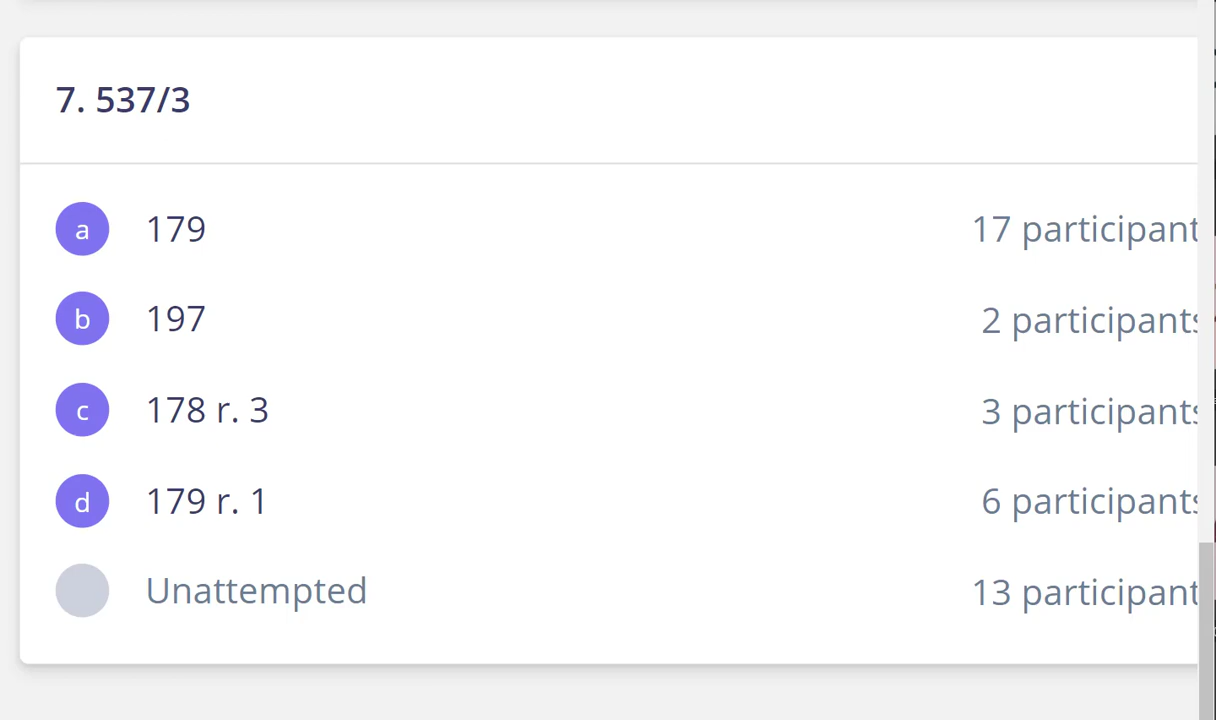 7. 537/3
a 179 17 participant
b 197 2 participants
c 178 r. 3 3 participants
d 179 r. 1 6 participants
Unattempted 13 participant